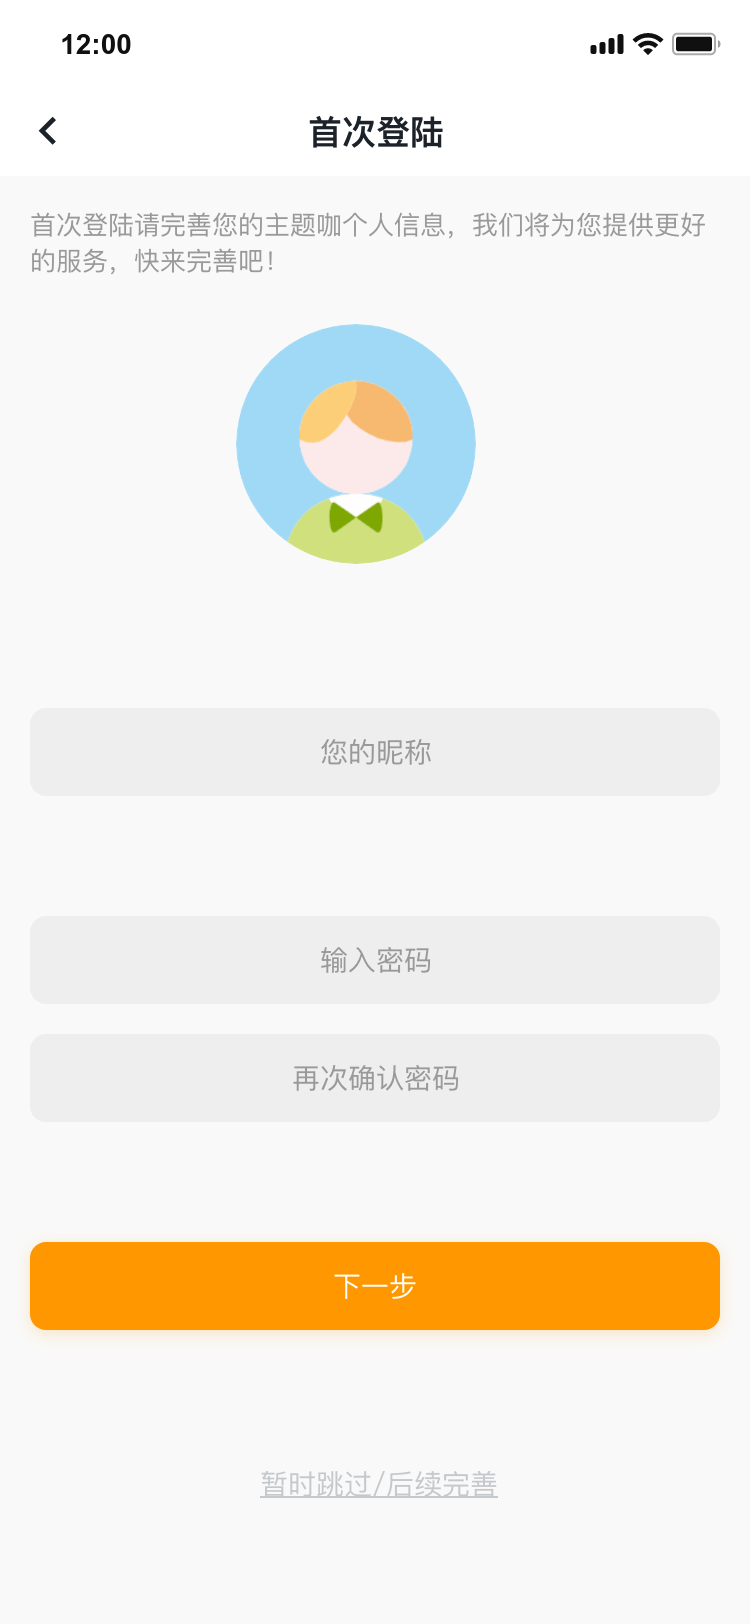 12:00
首次登陆
首次登陆请完善您的主题咖个人信息，我们将为您提供更好
的服务，快来完善吧！
您的昵称
输入密码
再次确认密码
下一步
暂时跳过/后续完善